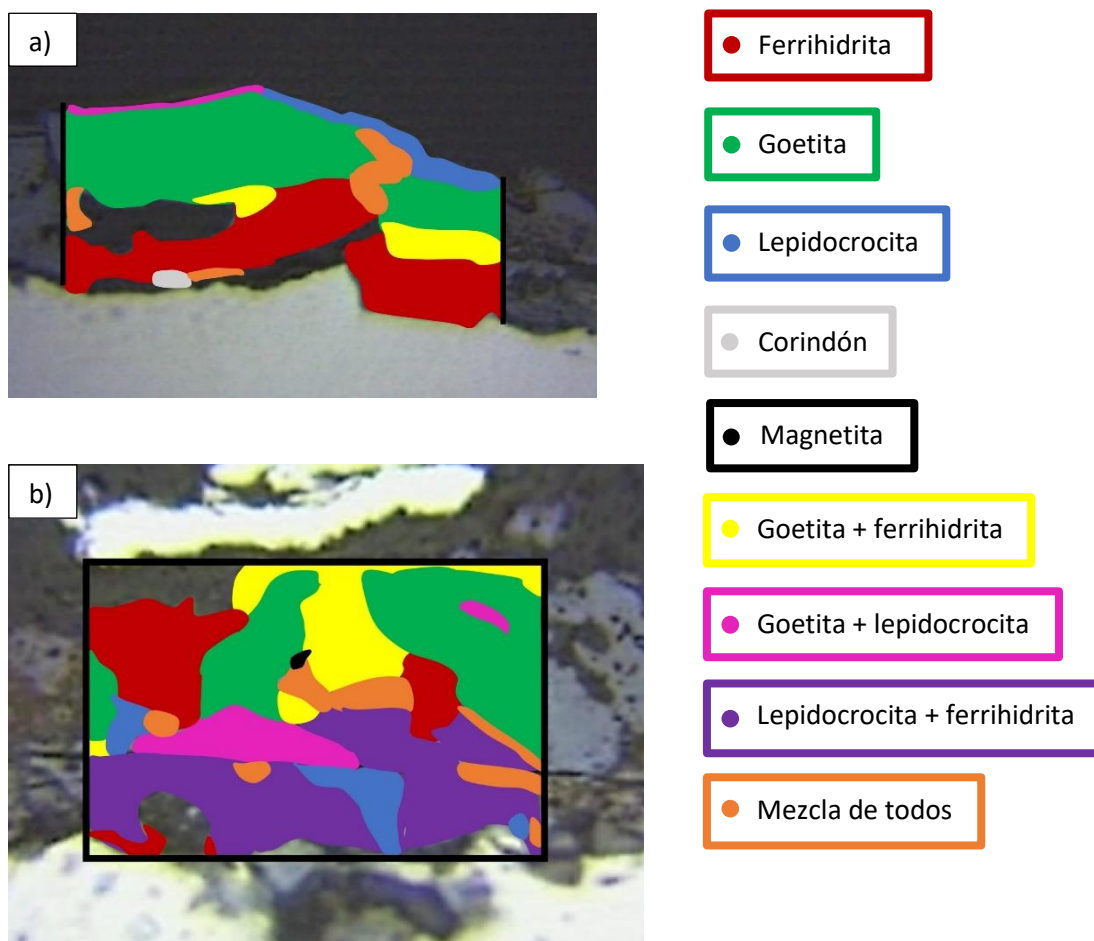 a)
Ferrihidrita
Goetita
Lepidocrocita
Corindón
Magnetita
b)
Goetita + ferrihidrita
Goetita + lepidocrocita
Lepidocrocita + ferrihidrita
Mezcla de todos